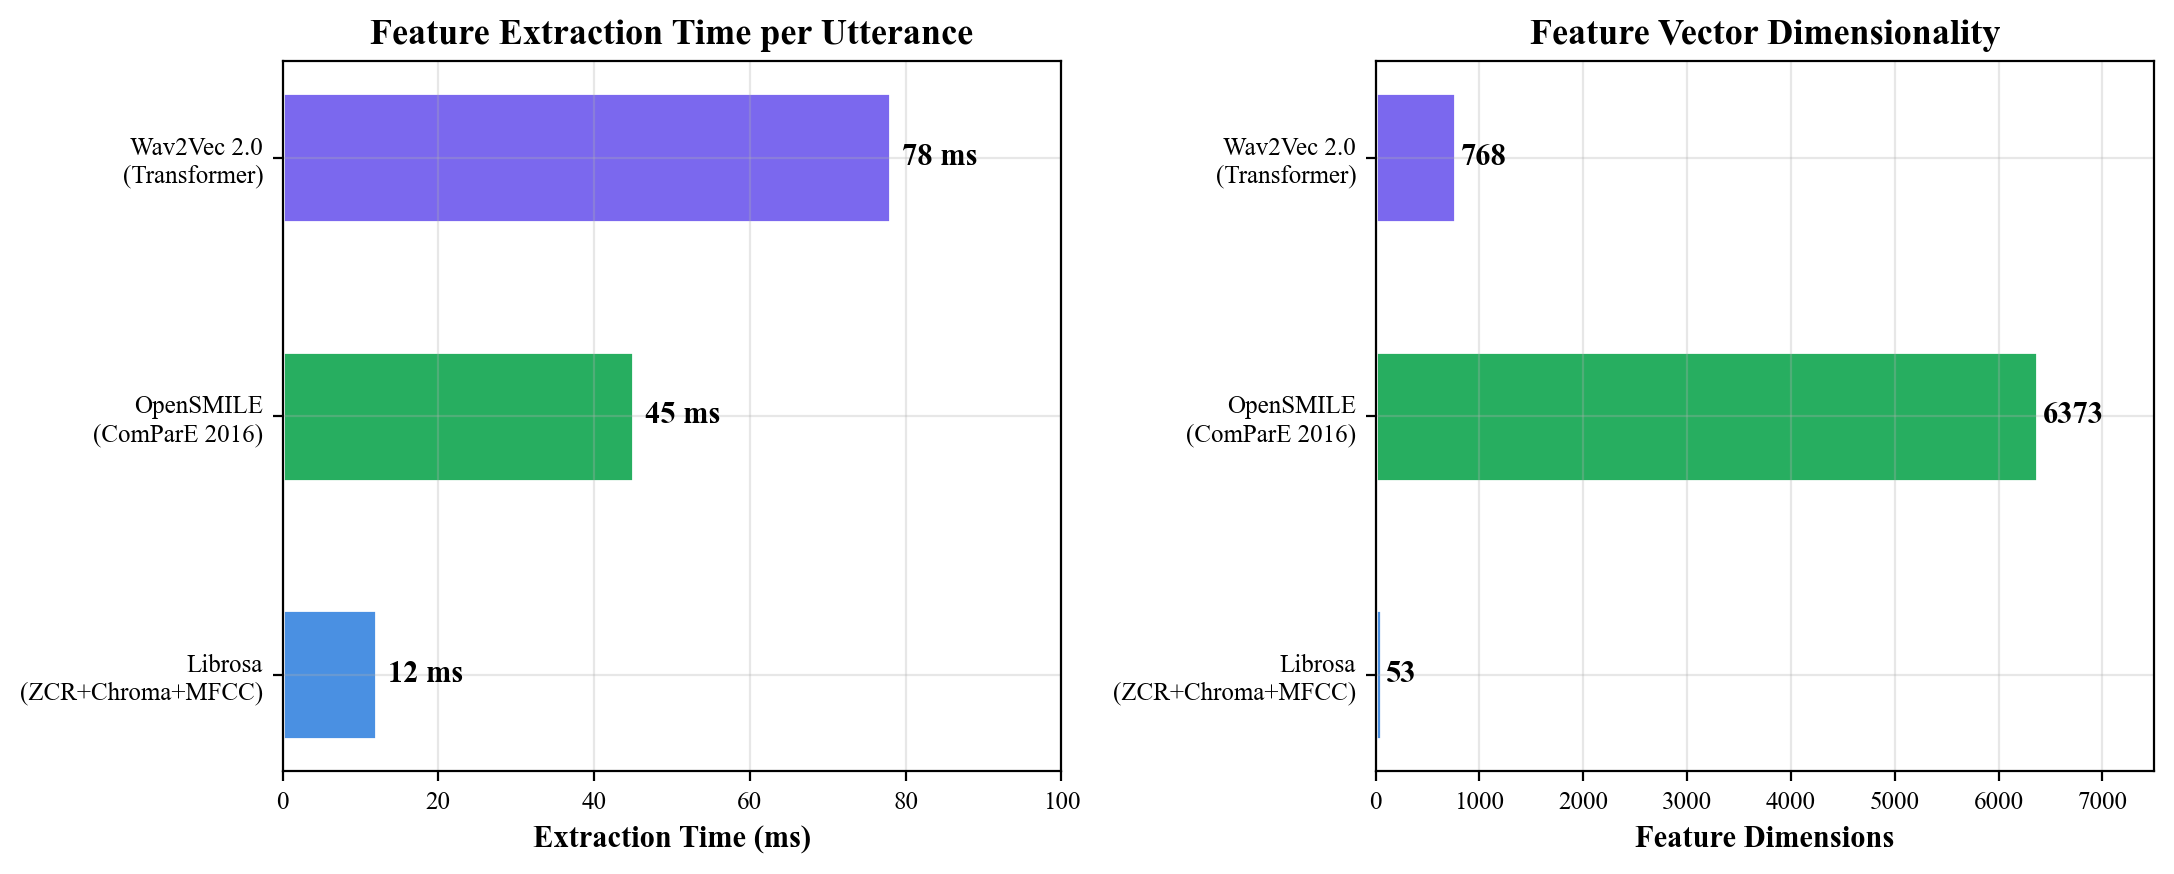 Feature Extraction Time per Utterance
Wav2Vec 2.0
(Transformer)
78 ms
OpenSMILE
(ComParE 2016)
45 ms
Librosa
(ZCR+Chroma+MFCC)
12 ms
0 20 40 60 80 100
Extraction Time (ms)
Feature Vector Dimensionality
Wav2Vec 2.0
(Transformer)
768
OpenSMILE
(ComParE 2016)
6373
Librosa
(ZCR+Chroma+MFCC)
53
0 1000 2000 3000 4000 5000 6000 7000
Feature Dimensions